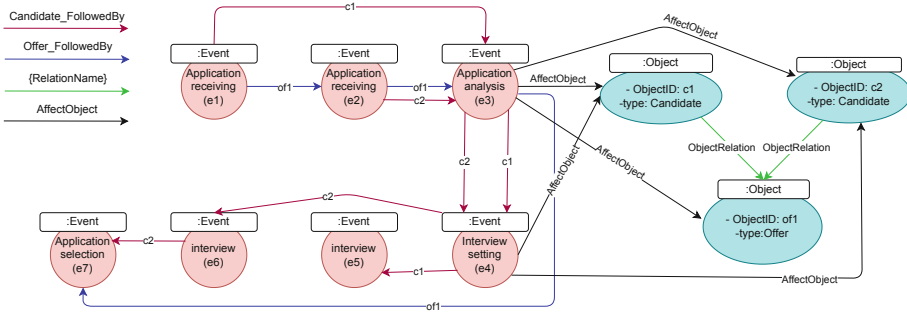 Candidate_FollowedBy
Offer_FollowedBy
{RelationName}
AffectObject
c1
:Event
Application
receiving
(e1)
of1
:Event
Application
receiving
(e2)
of1
c2
:Event
Application
analysis
(e3)
AffectObject
AffectObject
AffectObject
AffectObject
:Object
- ObjectID: c1
-type: Candidate
:Object
- ObjectID: c2
- type: Candidate
ObjectRelation
ObjectRelation
:Object
- ObjectID: of1
-type:Offer
c2
c1
c2
:Event
Application
selection
(e7)
c2
:Event
interview
(e6)
:Event
interview
(e5)
c1
:Event
Interview
setting
(e4)
AffectObject
of1